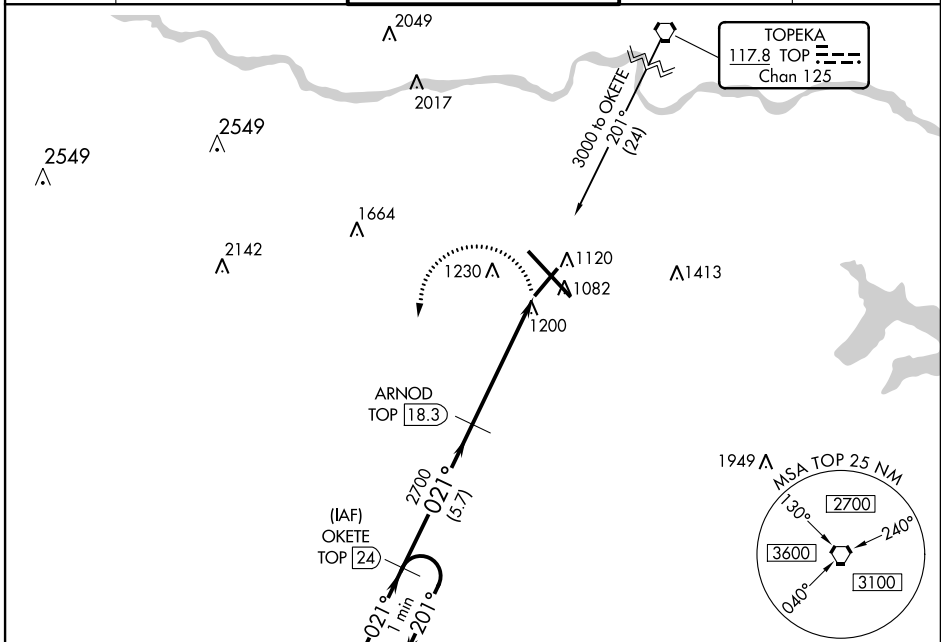 2049
TOPEKA
117.8 TOP
Chan 125
2017
3000 to OKETE
201°
(24)
2549
2549
1664
2142
1230
1120
1413
1082
1200
ARNOD
TOP 18.3
2700
021°
(5.7)
1949
MSA TOP 25 NM
130°
2700
240°
3600
3100
040°
(IAF)
OKETE
TOP 24
021°
1 min
201°